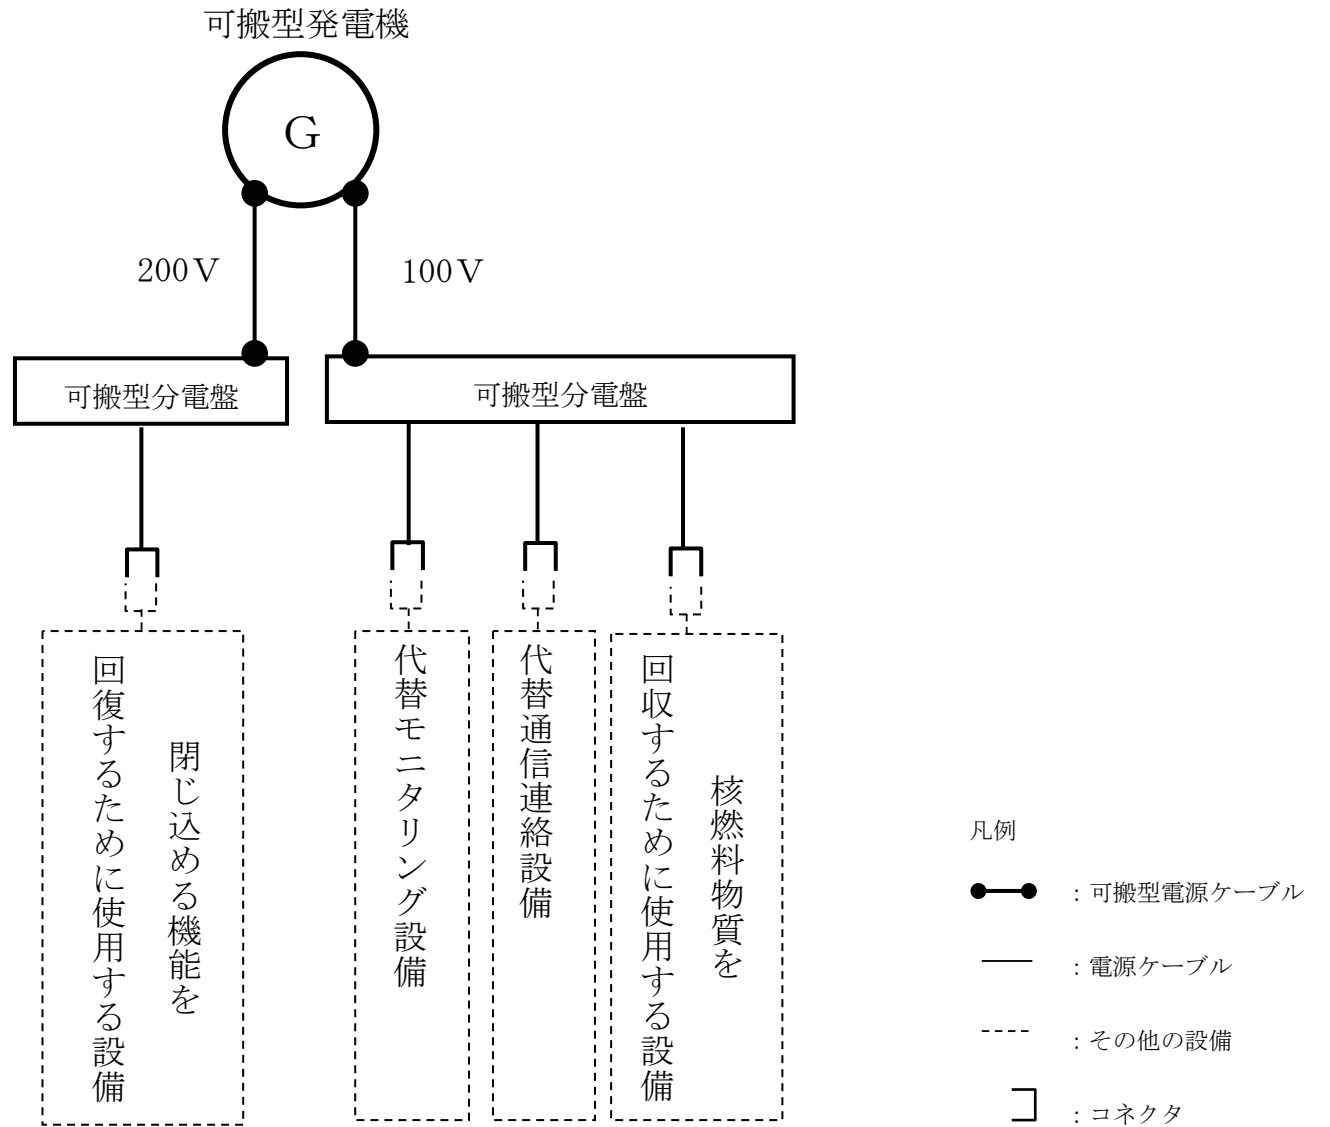 可搬型発電機
G
200V
100V
可搬型分電盤
可搬型分電盤
閉じ込める機能を
回復するために使用する設備
代替モニタリング設備
代替通信連絡設備
核燃料物質を
回収するために使用する設備
凡例
：可搬型電源ケーブル
：電源ケーブル
：その他の設備
：コネクタ